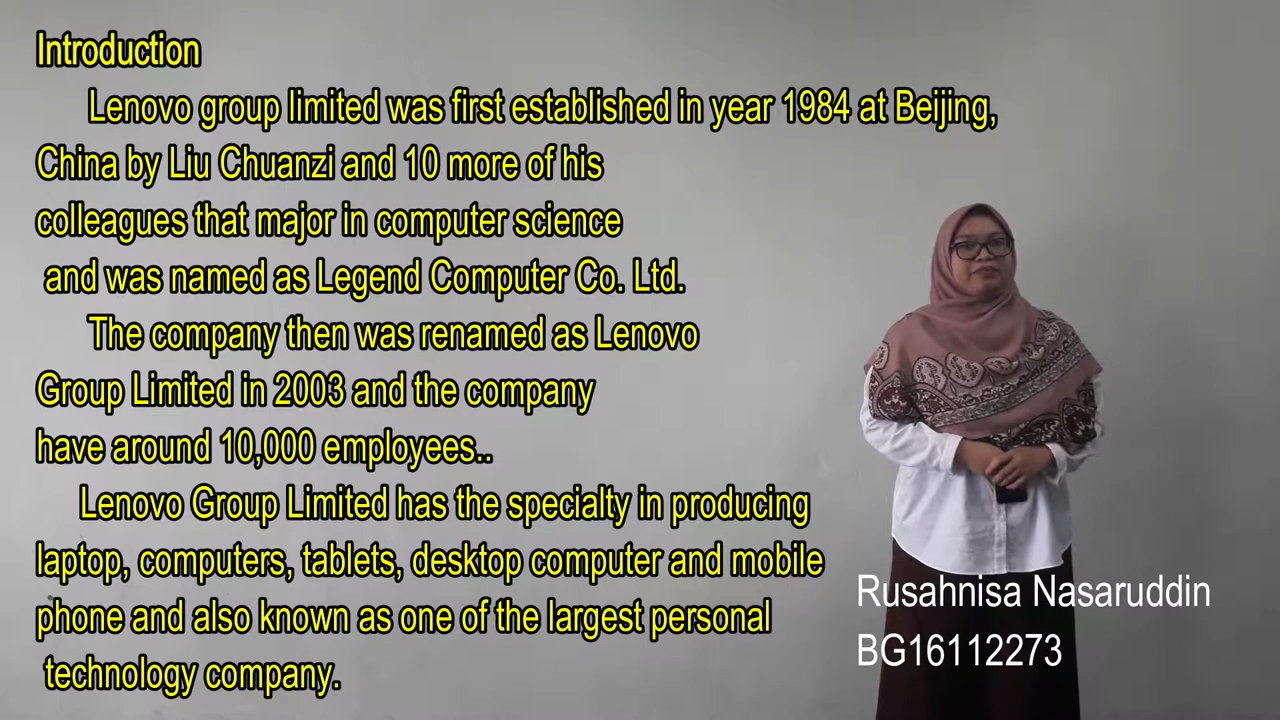 Introduction
Lenovo group limited was first established in year 1984 at Beijing,
China by Liu Chuanzi and 10 more of his
colleagues that major in computer science
and was named as Legend Computer Co. Ltd.
The company then was renamed as Lenovo
Group Limited in 2003 and the company
have around 10,000 employees..
Lenovo Group Limited has the specialty in producing
laptop, computers, tablets, desktop computer and mobile
phone and also known as one of the largest personal
technology company.
Rusahnisa Nasaruddin
BG16112273